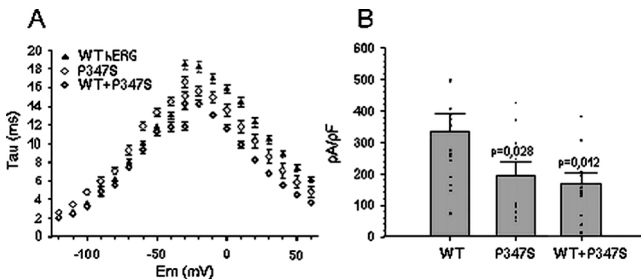 A
B
WT hERG
P347S
WT+P347S
20
18
16
14
12
10
8
6
4
2
0
Tau (ms)
-100
-50
0
50
Em (mV)
600
500
400
300
200
100
0
pA/pF
p=0,028
p=0,012
WT
P347S
WT+P347S